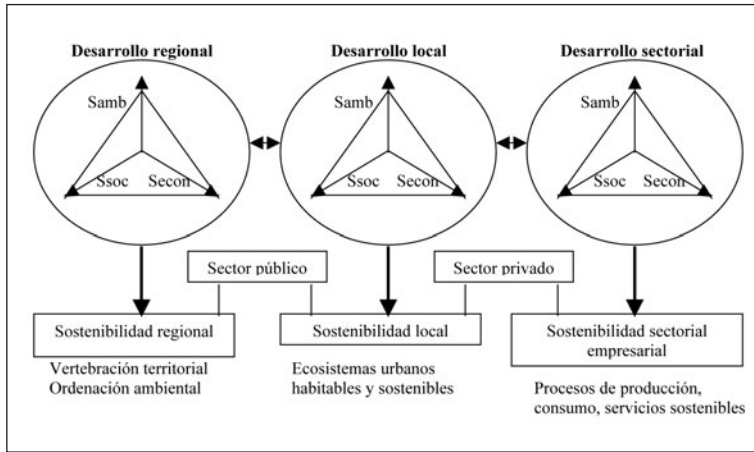 Desarrollo regional
Desarrollo local
Desarrollo sectorial
Samb
Samb
Samb
Ssoc Secon
Ssoc Secon
Ssoc Secon
Sector público
Sector privado
Sostenibilidad regional
Sostenibilidad local
Sostenibilidad sectorial
empresarial
Vertebración territorial
Ordenación ambiental
Ecosistemas urbanos
habitables y sostenibles
Procesos de producción,
consumo, servicios sostenibles